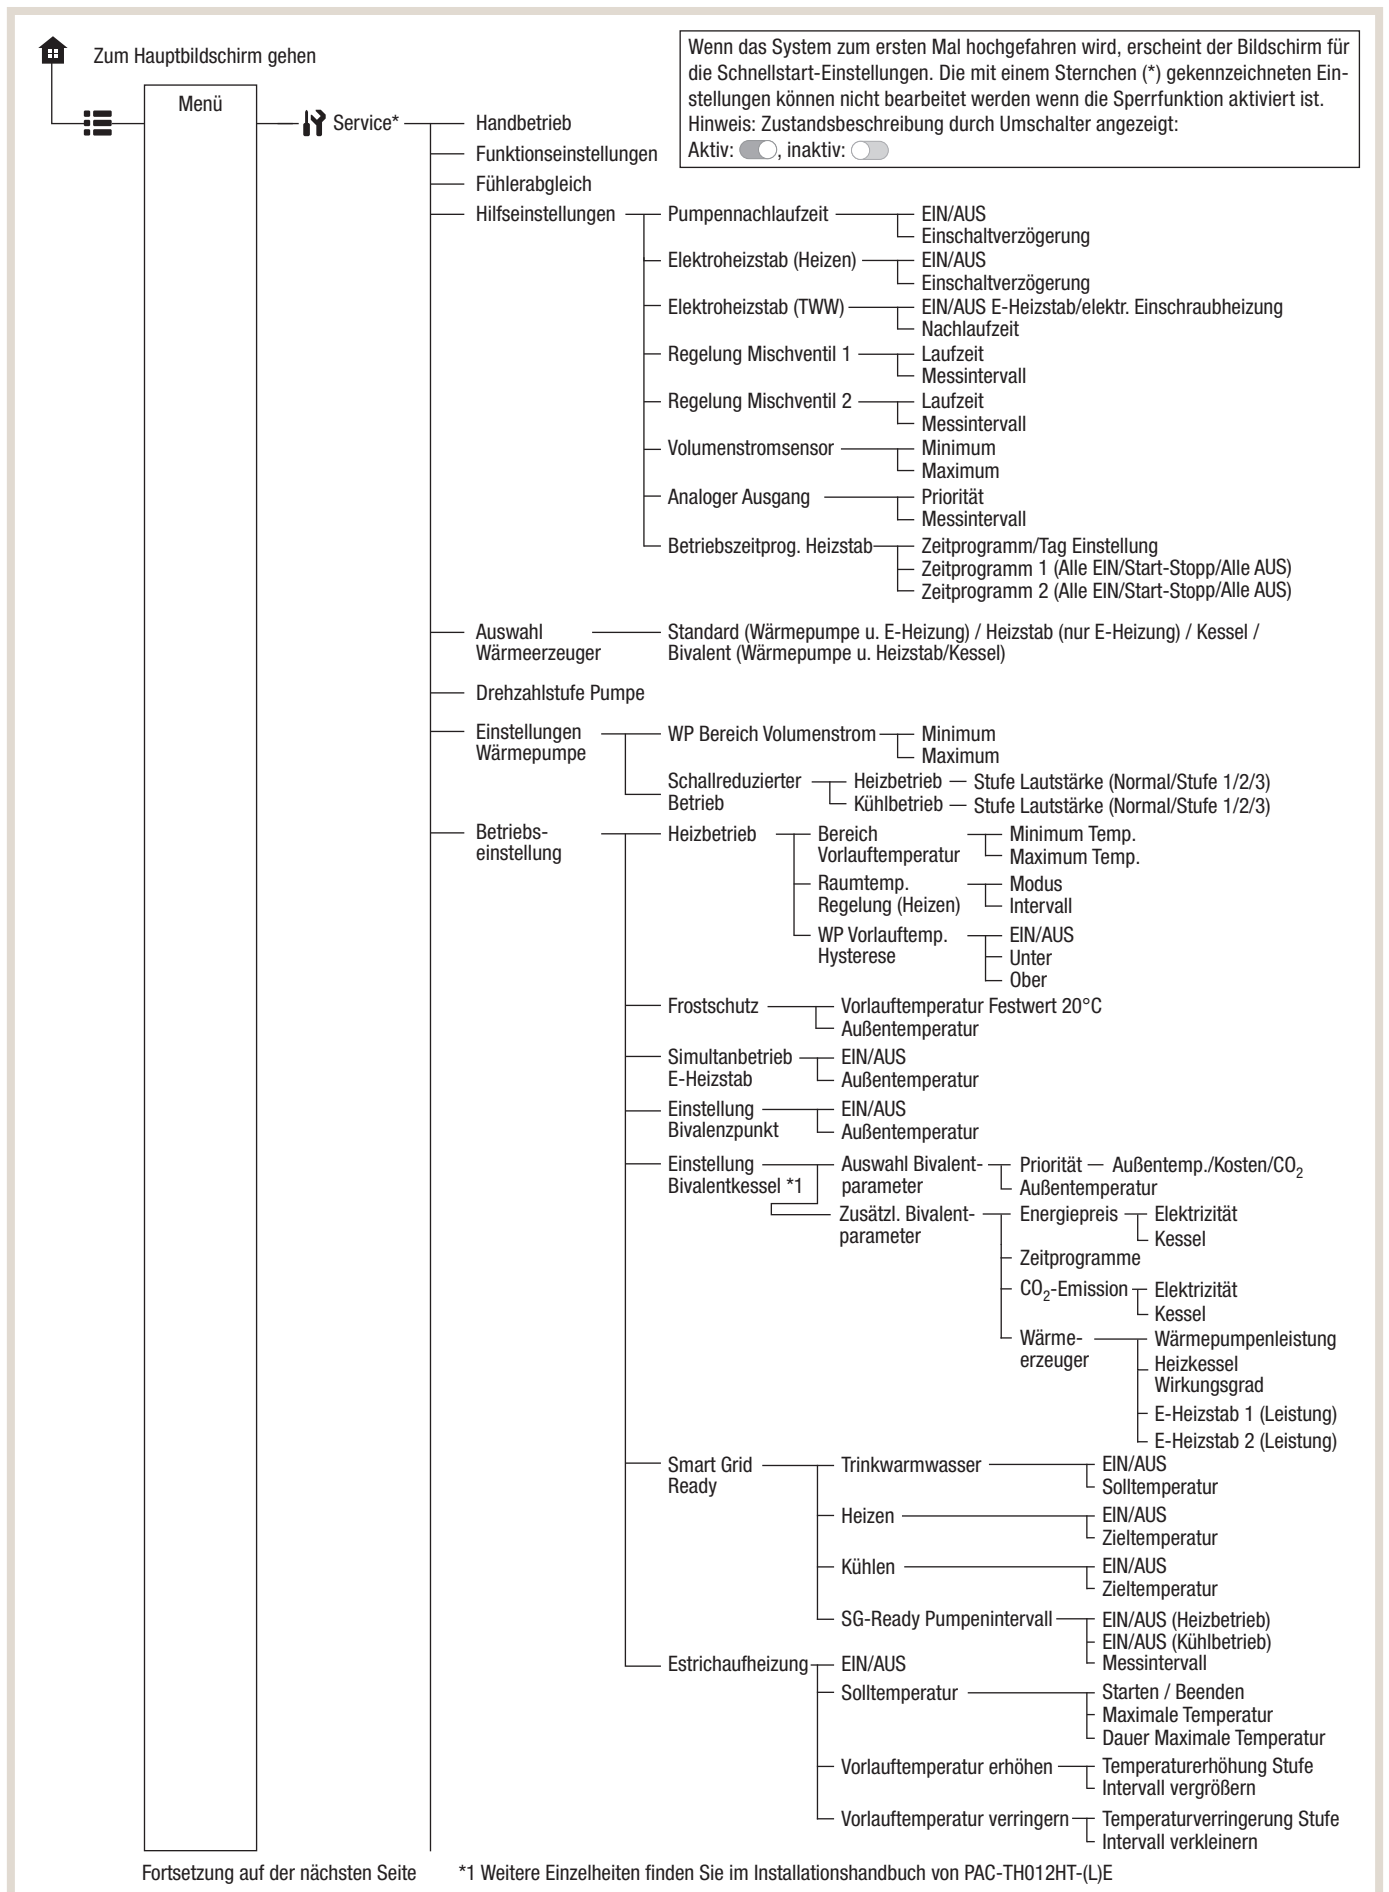 Zum Hauptbildschirm gehen
Wenn das System zum ersten Mal hochgefahren wird, erscheint der Bildschirm für
die Schnellstart-Einstellungen. Die mit einem Sternchen (*) gekennzeichneten Ein-
stellungen können nicht bearbeitet werden wenn die Sperrfunktion aktiviert ist.
Hinweis: Zustandsbeschreibung durch Umschalter angezeigt:
Aktiv: , inaktiv:
Menü
Service*
Handbetrieb
Funktionseinstellungen
Fühlerabgleich
Hilfseinstellungen
Pumpennachlaufzeit
EIN/AUS
Einschaltverzögerung
Elektroheizstab (Heizen)
EIN/AUS
Einschaltverzögerung
Elektroheizstab (TWW)
EIN/AUS E-Heizstab/elektr. Einschraubheizung
Nachlaufzeit
Regelung Mischventil 1
Laufzeit
Messintervall
Regelung Mischventil 2
Laufzeit
Messintervall
Volumenstromsensor
Minimum
Maximum
Analoger Ausgang
Priorität
Messintervall
Betriebszeitprog. Heizstab
Zeitprogramm/Tag Einstellung
Zeitprogramm 1 (Alle EIN/Start-Stopp/Alle AUS)
Zeitprogramm 2 (Alle EIN/Start-Stopp/Alle AUS)
Auswahl
Wärmeerzeuger
Standard (Wärmepumpe u. E-Heizung) / Heizstab (nur E-Heizung) / Kessel /
Bivalent (Wärmepumpe u. Heizstab/Kessel)
Drehzahlstufe Pumpe
Einstellungen
Wärmepumpe
WP Bereich Volumenstrom
Minimum
Maximum
Schallreduzierter
Betrieb
Heizbetrieb
Stufe Lautstärke (Normal/Stufe 1/2/3)
Kühlbetrieb
Stufe Lautstärke (Normal/Stufe 1/2/3)
Betriebs-
einstellung
Heizbetrieb
Bereich
Vorlauftemperatur
Minimum Temp.
Maximum Temp.
Raumtemp.
Regelung (Heizen)
Modus
Intervall
WP Vorlauftemp.
Hysterese
EIN/AUS
Unter
Ober
Frostschutz
Vorlauftemperatur Festwert 20°C
Außentemperatur
Simultanbetrieb
E-Heizstab
EIN/AUS
Außentemperatur
Einstellung
Bivalenzpunkt
EIN/AUS
Außentemperatur
Einstellung
Bivalentkessel *1
Auswahl Bivalent-
parameter
Priorität
Außentemp./Kosten/CO₂
Außentemperatur
Zusätzl. Bivalent-
parameter
Energiepreis
Elektrizität
Kessel
Zeitprogramme
CO₂-Emission
Elektrizität
Kessel
Wärme-
erzeuger
Wärmepumpenleistung
Heizkessel
Wirkungsgrad
E-Heizstab 1 (Leistung)
E-Heizstab 2 (Leistung)
Smart Grid
Ready
Trinkwarmwasser
EIN/AUS
Solltemperatur
Heizen
EIN/AUS
Zieltemperatur
Kühlen
EIN/AUS
Zieltemperatur
SG-Ready Pumpenintervall
EIN/AUS (Heizbetrieb)
EIN/AUS (Kühlbetrieb)
Messintervall
Estrichaufheizung
EIN/AUS
Solltemperatur
Starten / Beenden
Maximale Temperatur
Dauer Maximale Temperatur
Vorlauftemperatur erhöhen
Temperaturerhöhung Stufe
Intervall vergrößern
Vorlauftemperatur verringern
Temperaturverringerung Stufe
Intervall verkleinern
Fortsetzung auf der nächsten Seite
*1 Weitere Einzelheiten finden Sie im Installationshandbuch von PAC-TH012HT-(L)E